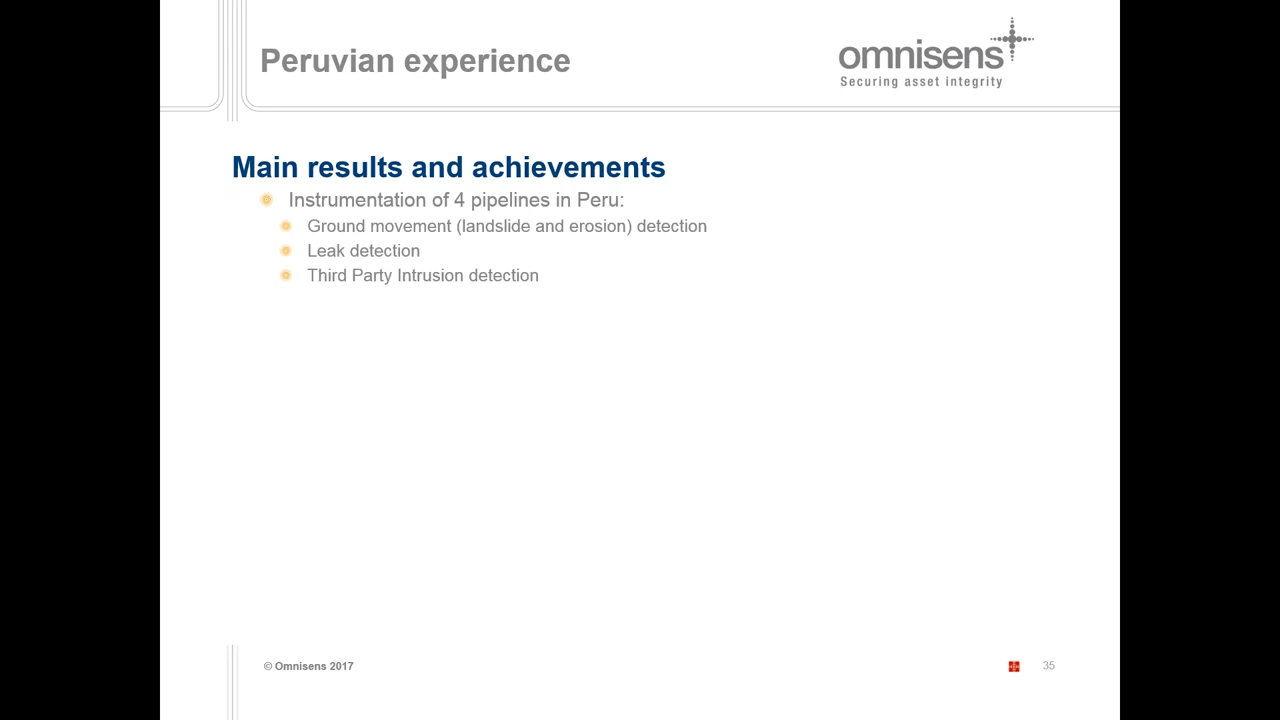 Peruvian experience
omnisens
Securing asset integrity
Main results and achievements
Instrumentation of 4 pipelines in Peru:
Ground movement (landslide and erosion) detection
Leak detection
Third Party Intrusion detection
© Omnisens 2017
35